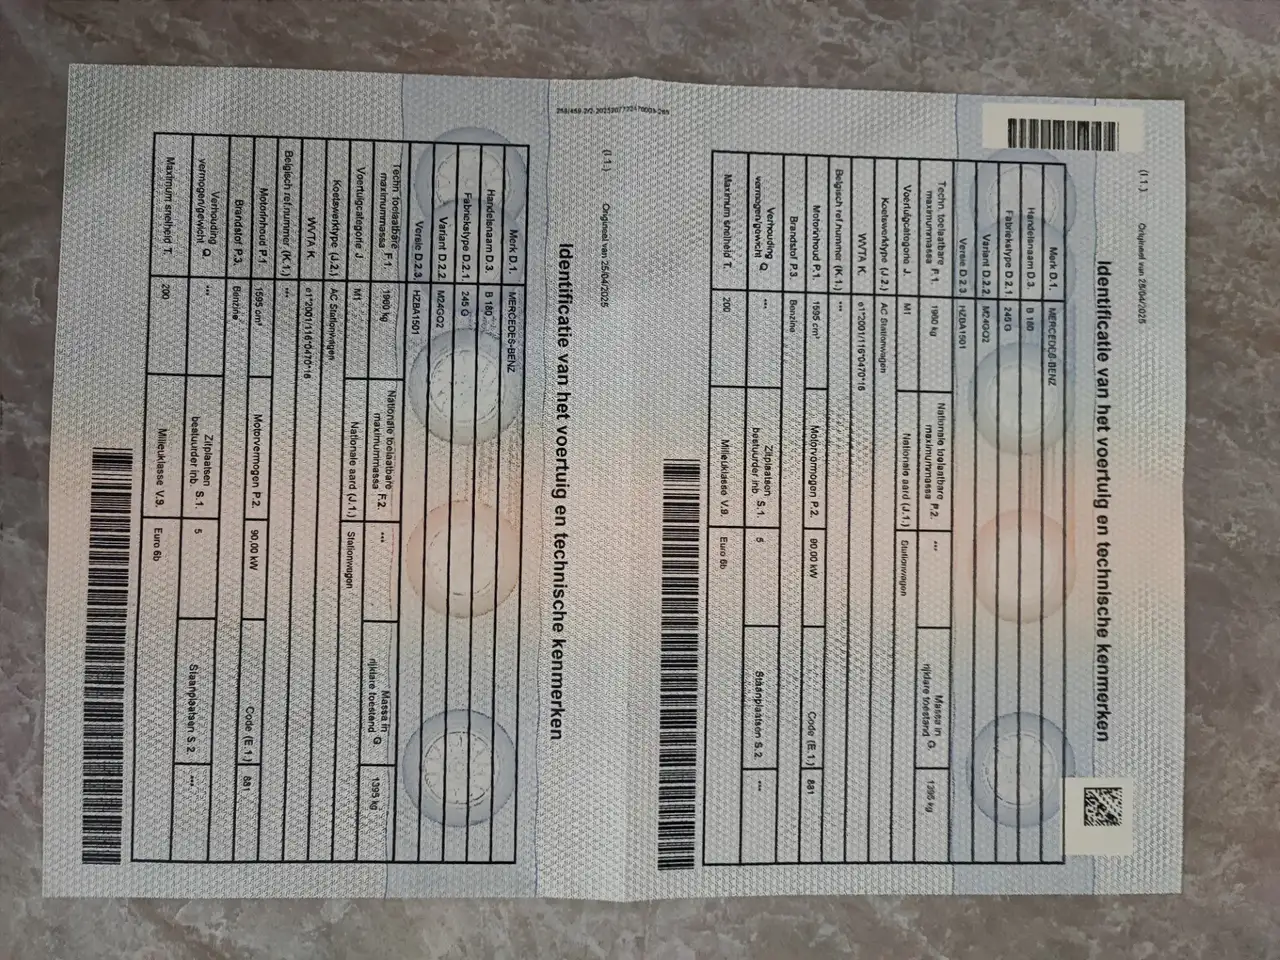 (I 1.) Origineel van 25/04/2025
Identificatie van het voertuig en technische kenmerken
Merk D.1. MERCEDES-BENZ
Handelsnaam D.3. B 180
Fabriekstype D.2.1. 245 G
Variant D.2.2. M24GQ2
Versie D.2.3. HZBA1501
Techn. toelaatbare maximummassa F.1. 1960 kg Nationale toelaatbare maximummassa F.2. *** Massa in rijklare toestand G. 1395 kg
Voertuigcategorie J. M1 Nationale aard (J.1.) Stationwagen
Koetswerktype (J.2.) AC Stationwagen
WVTA K. e1*2001/116*0470*16
Belgisch ref.nummer (K.1.) ***
Motorinhoud P.1. 1595 cm³ Motorvermogen P.2. 90,00 kW Code (E.1.) 881
Brandstof P.3. Benzine
Verhouding vermogen/gewicht Q. *** Zitplaatsen bestuurder inb. S.1. 5 Staanplaatsen S.2. ***
Maximum snelheid T. 200 Milieuklasse V.9. Euro 6b
(I 1.) Origineel van 25/04/2025
Identificatie van het voertuig en technische kenmerken
Merk D.1. MERCEDES-BENZ
Handelsnaam D.3. B 180
Fabriekstype D.2.1. 245 G
Variant D.2.2. M24GQ2
Versie D.2.3. HZBA1501
Techn. toelaatbare maximummassa F.1. 1960 kg Nationale toelaatbare maximummassa F.2. *** Massa in rijklare toestand G. 1395 kg
Voertuigcategorie J. M1 Nationale aard (J.1.) Stationwagen
Koetswerktype (J.2.) AC Stationwagen
WVTA K. e1*2001/116*0470*16
Belgisch ref.nummer (K.1.) ***
Motorinhoud P.1. 1595 cm³ Motorvermogen P.2. 90,00 kW Code (E.1.) 881
Brandstof P.3. Benzine
Verhouding vermogen/gewicht Q. *** Zitplaatsen bestuurder inb. S.1. 5 Staanplaatsen S.2. ***
Maximum snelheid T. 200 Milieuklasse V.9. Euro 6b